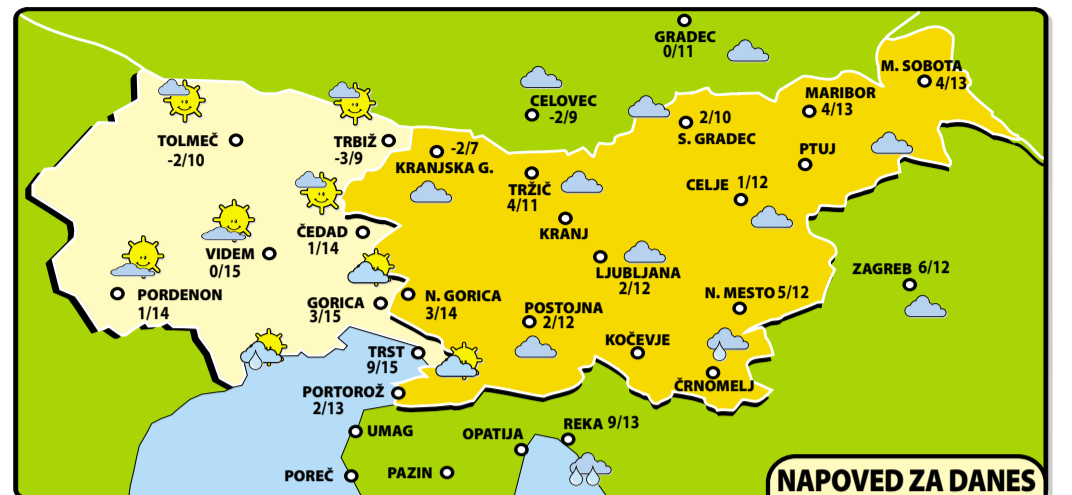 GRADEC
0/11
M. SOBOTA
4/13
MARIBOR
4/13
CELOVEC
-2/9
2/10
S. GRADEC
TOLMEČ
-2/10
TRBIŽ
-3/9
-2/7
KRANJSKA G.
PTUJ
TRŽIČ
4/11
CELJE 1/12
KRANJ
ČEDAD
1/14
VIDEM
0/15
LJUBLJANA
2/12
ZAGREB 6/12
PORDENON
1/14
GORICA
3/15
N. GORICA
3/14
N. MESTO 5/12
POSTOJNA
2/12
KOČEVJE
TRST
9/15
ČRNOMELJ
PORTOROŽ
2/13
UMAG
OPATIJA
REKA 9/13
POREČ
PAZIN
NAPOVED ZA DANES